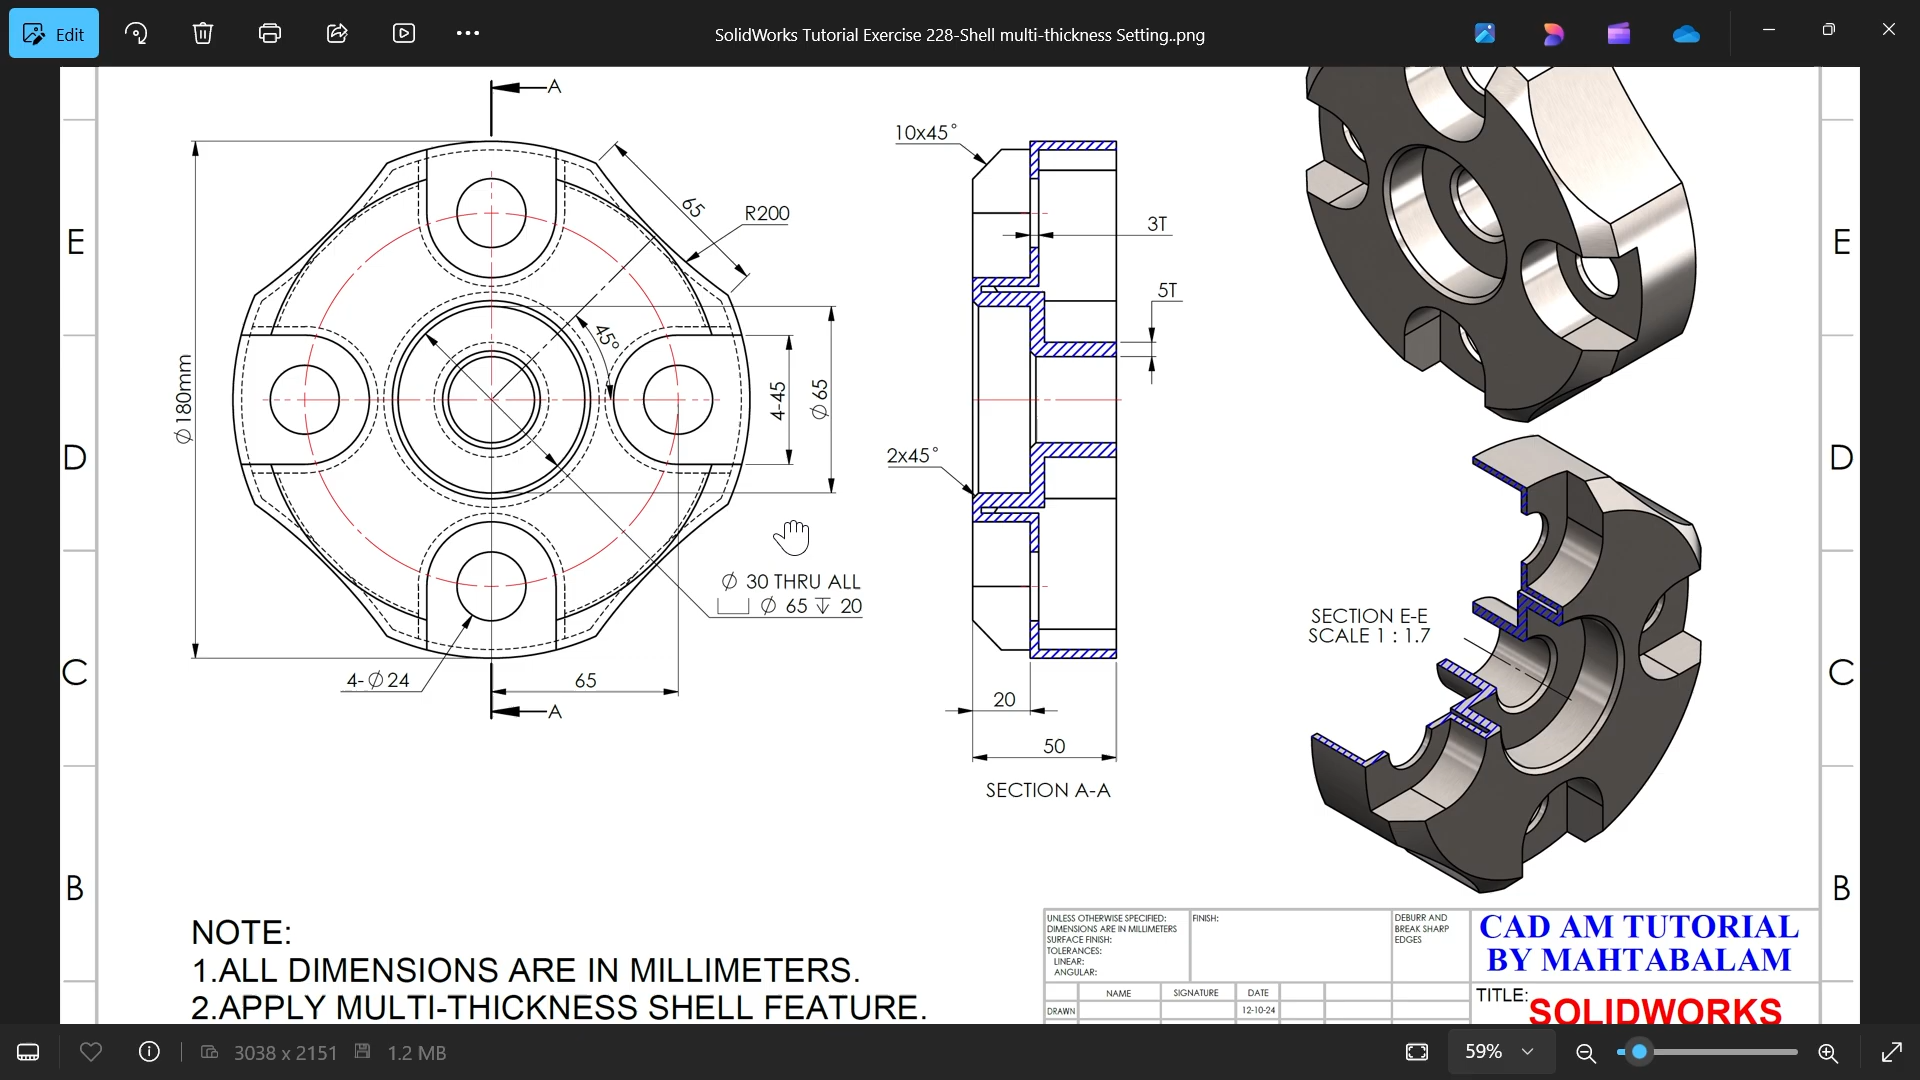 Edit
SolidWorks Tutorial Exercise 228-Shell multi-thickness Setting..png
A
10x45°
65
R200
E
E
3T
5T
45°
Ø180mm
4-45
Ø65
D
D
2x45°
Ø 30 THRU ALL
⌴ Ø 65 ↧ 20
SECTION E-E
SCALE 1 : 1.7
C
C
4-Ø24
65
A
20
50
SECTION A-A
B
B
NOTE:
1.ALL DIMENSIONS ARE IN MILLIMETERS.
2.APPLY MULTI-THICKNESS SHELL FEATURE.
UNLESS OTHERWISE SPECIFIED:
DIMENSIONS ARE IN MILLIMETERS
SURFACE FINISH:
TOLERANCES:
LINEAR:
ANGULAR:
FINISH:
DEBURR AND
BREAK SHARP
EDGES
CAD AM TUTORIAL
BY MAHTABALAM
NAME
SIGNATURE
DATE
TITLE:
SOLIDWORKS
DRAWN
12-10-24
3038 x 2151
1.2 MB
59%